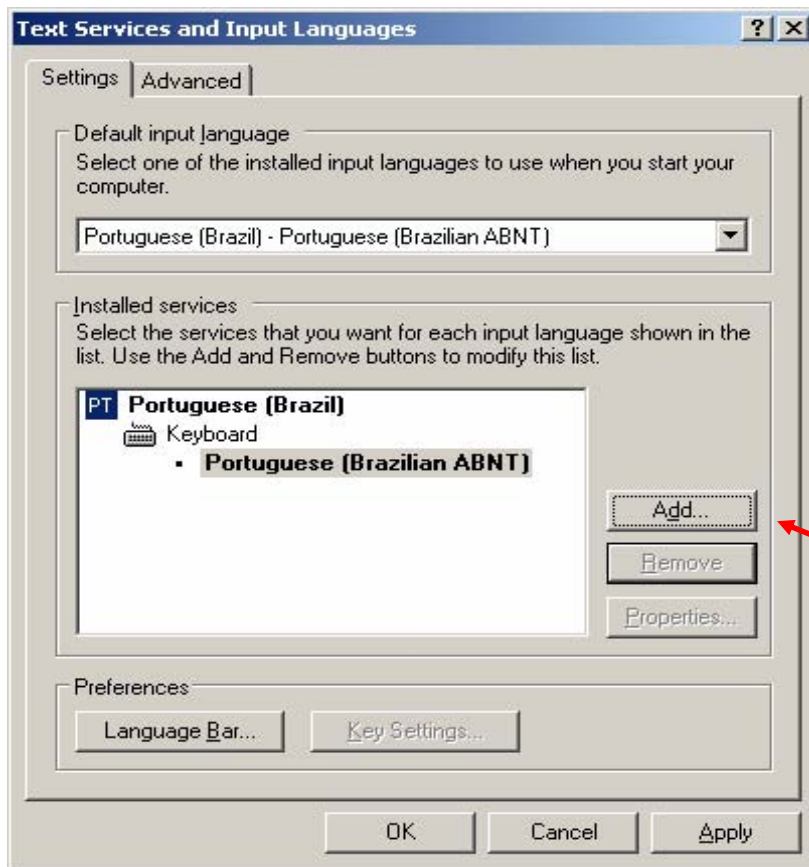 Text Services and Input Languages
Settings
Advanced
Default input language
Select one of the installed input languages to use when you start your
computer.
Portuguese (Brazil) - Portuguese (Brazilian ABNT)
Installed services
Select the services that you want for each input language shown in the
list. Use the Add and Remove buttons to modify this list.
PT Portuguese (Brazil)
Keyboard
Portuguese (Brazilian ABNT)
Add...
Remove
Properties...
Preferences
Language Bar...
Key Settings...
OK
Cancel
Apply